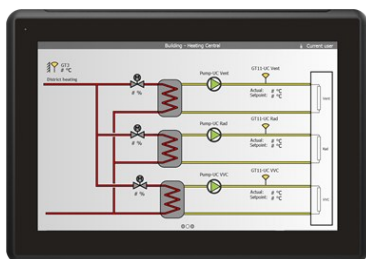 Building - Heating Central
Current user
GT3
# °C
District heating
M
# %
Pump-UC Vent
GT11-UC Vent
Actual: # °C
Setpoint: # °C
Vent
M
# %
Pump-UC Rad
GT11-UC Rad
Actual: # °C
Setpoint: # °C
Rad
M
# %
Pump-UC VVC
GT11-UC VVC
Actual: # °C
Setpoint: # °C
VVC